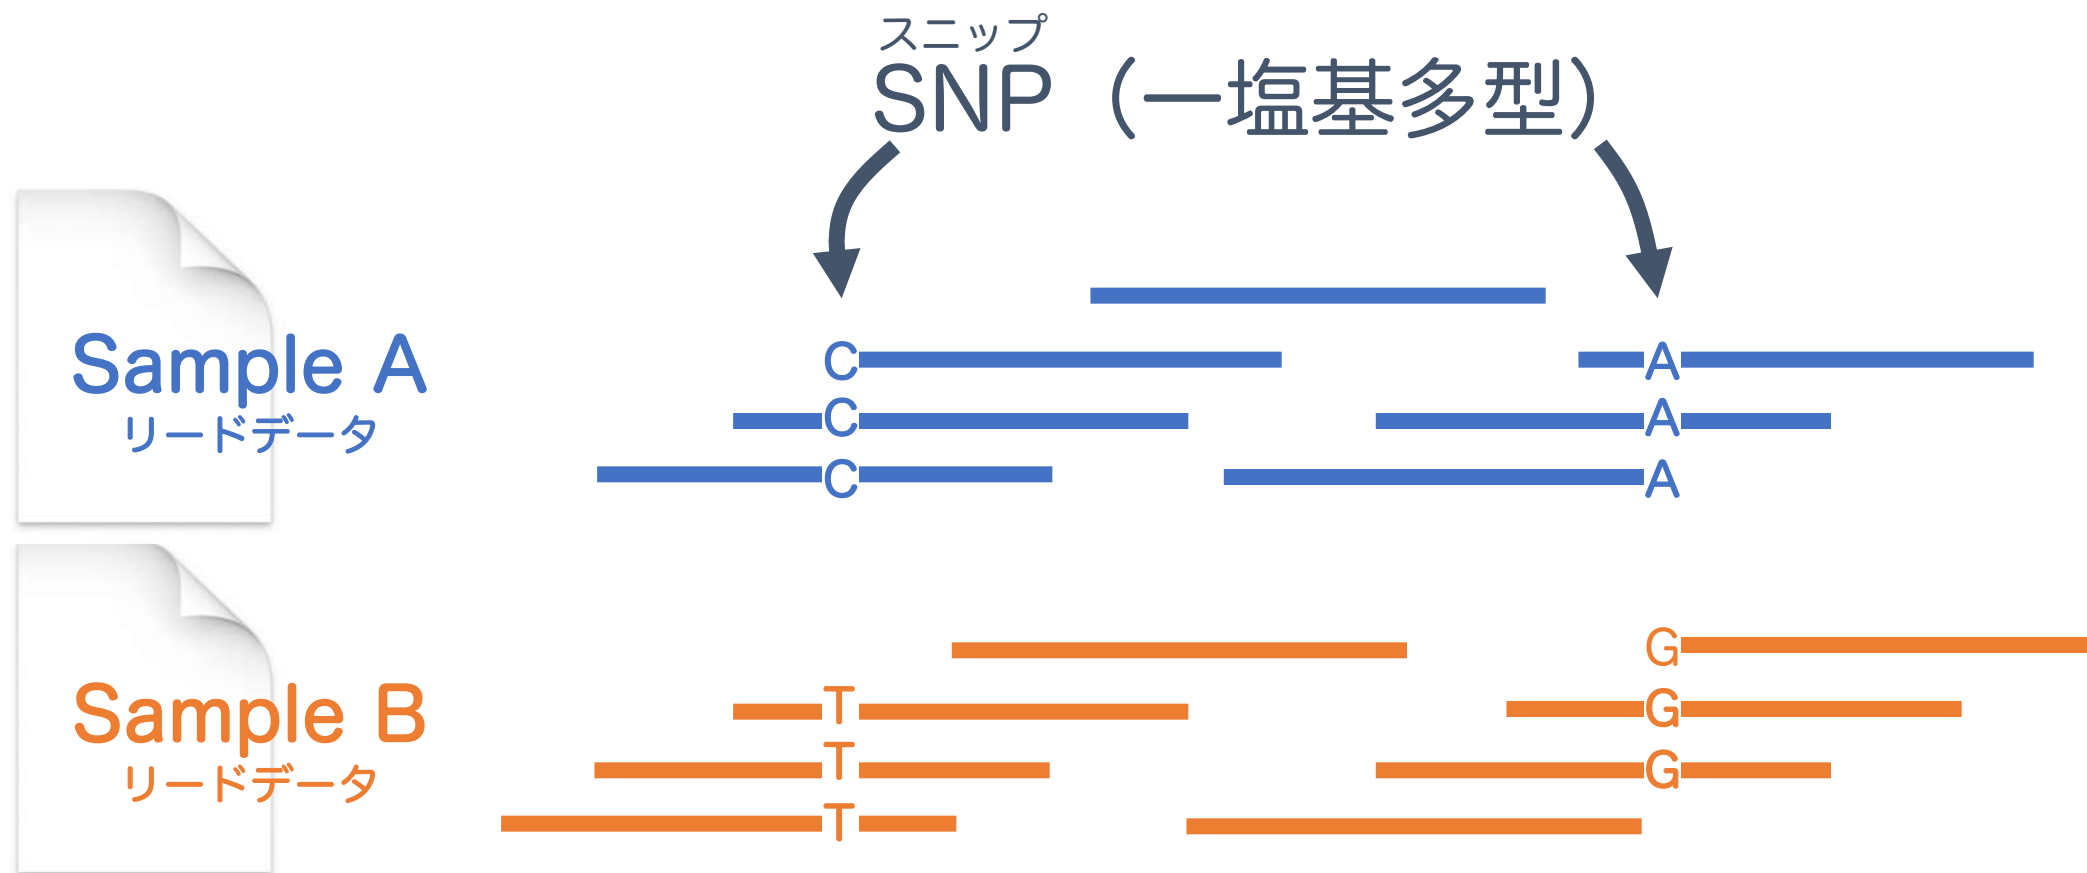 スニップ
SNP（一塩基多型）
C A
Sample A
C A
リードデータ
C A
G
Sample B
T G
T G
リードデータ
T